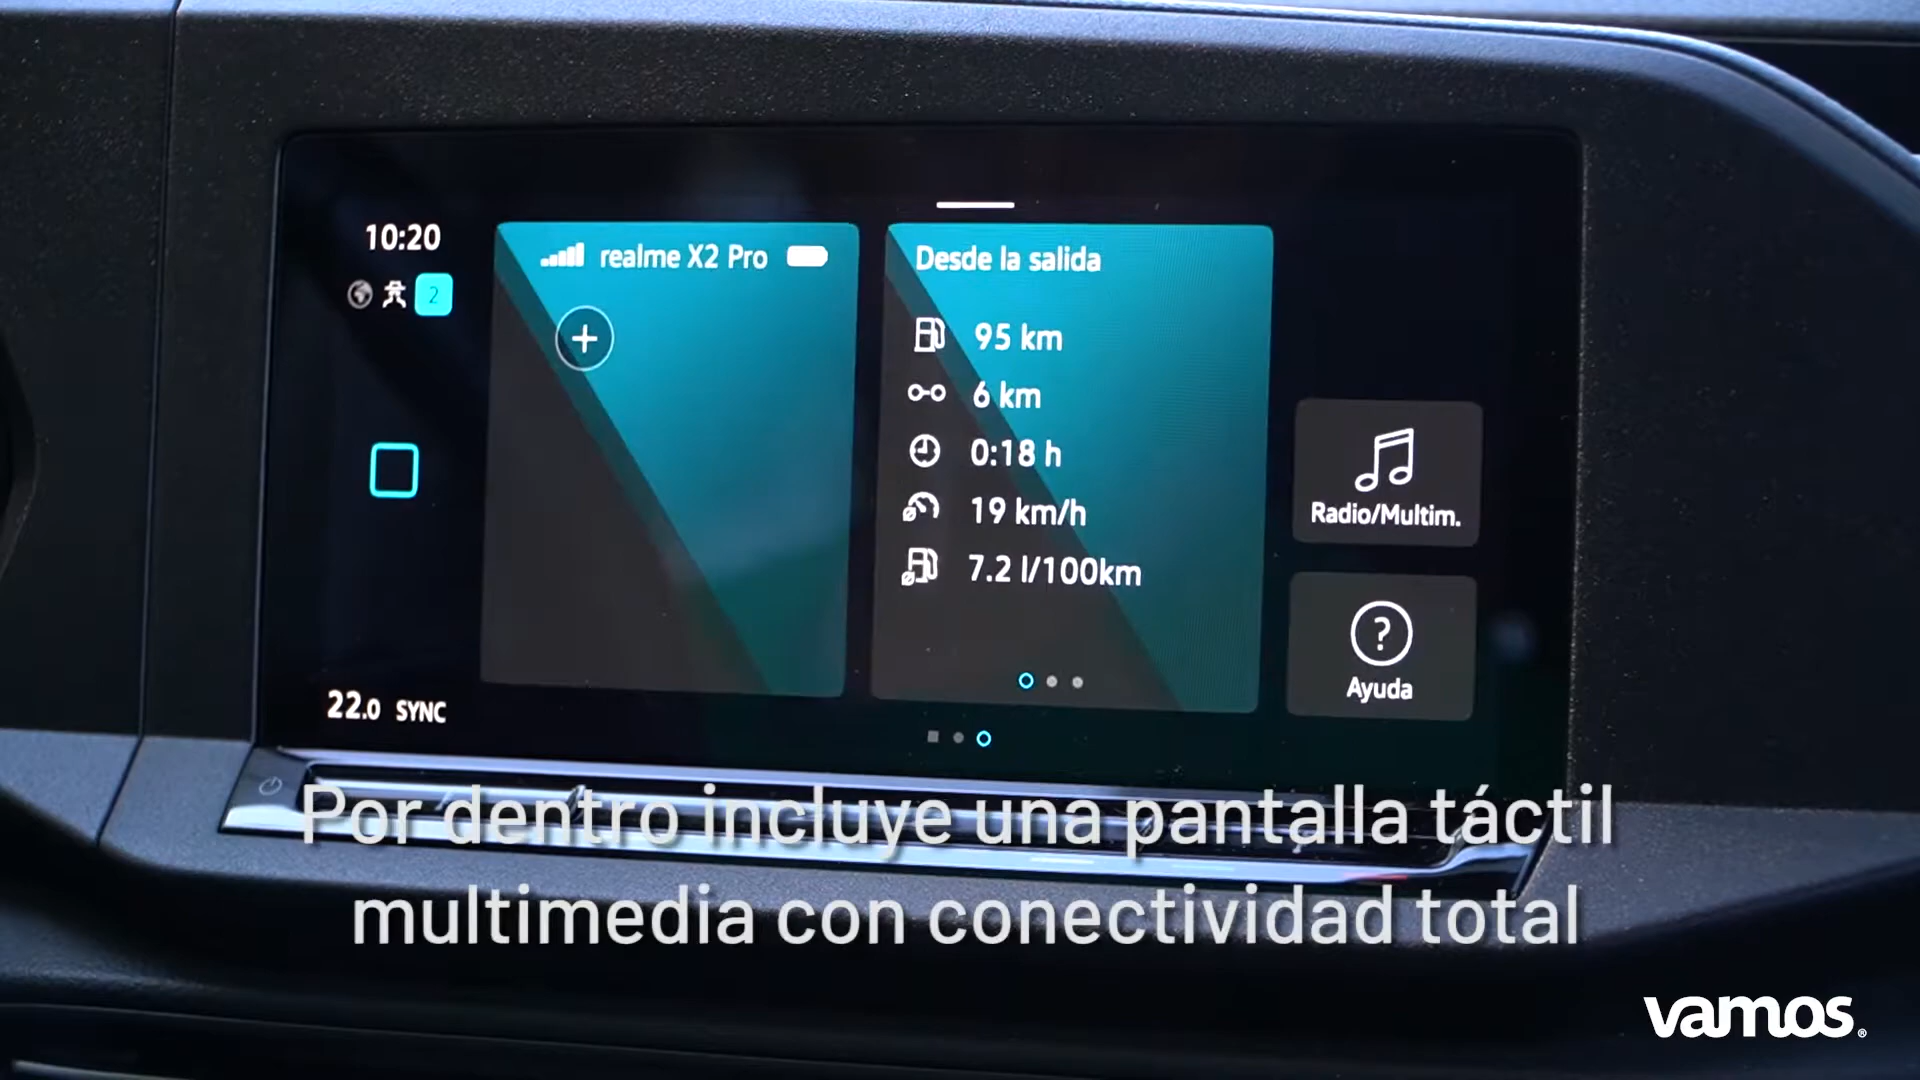 10:20
2
realme X2 Pro
Desde la salida
95 km
6 km
0:18 h
19 km/h
7.2 l/100km
Radio/Multim.
?
Ayuda
22.0 SYNC
Por dentro incluye una pantalla táctil
multimedia con conectividad total
vamos®